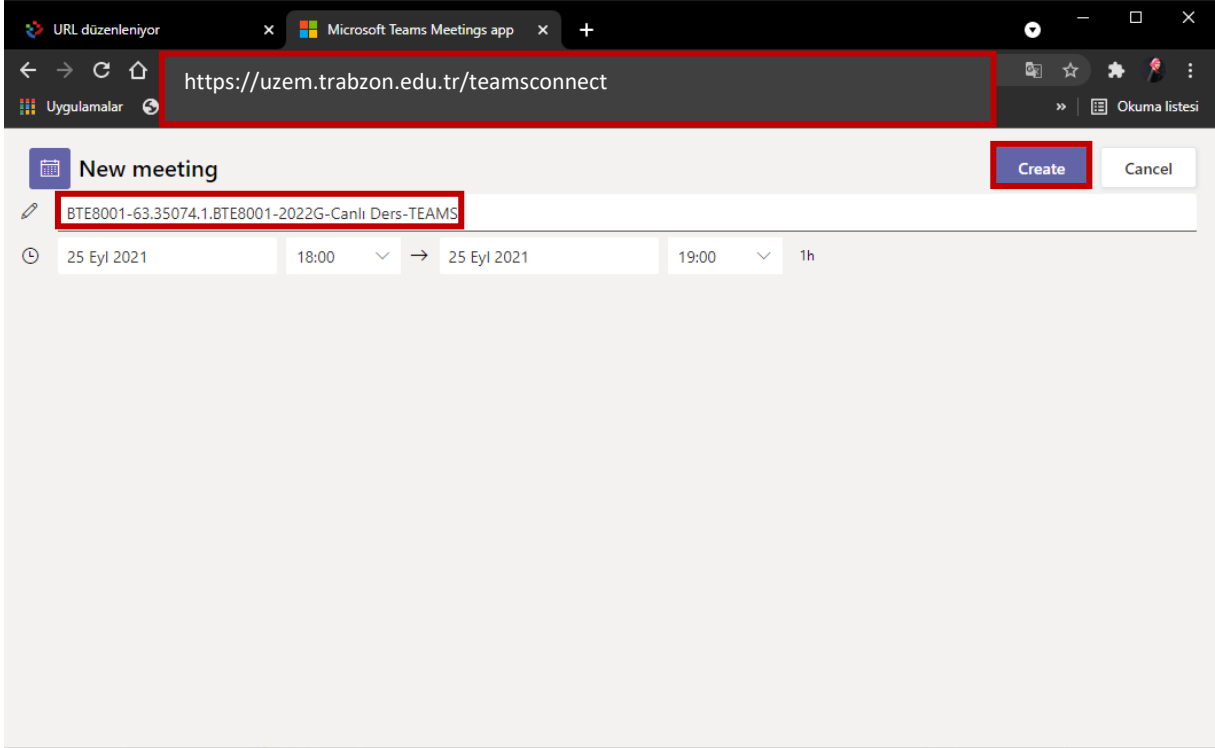 URL düzenleniyor
Microsoft Teams Meetings app
https://uzem.trabzon.edu.tr/teamsconnect
Uygulamalar
» Okuma listesi
New meeting
Create
Cancel
BTE8001-63.35074.1.BTE8001-2022G-Canlı Ders-TEAMS
25 Eyl 2021 18:00 → 25 Eyl 2021 19:00 1h